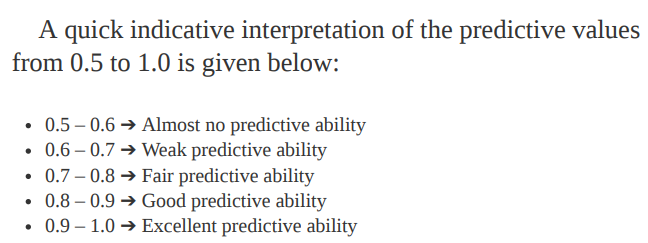 A quick indicative interpretation of the predictive values
from 0.5 to 1.0 is given below:
• 0.5 – 0.6 ➔ Almost no predictive ability
• 0.6 – 0.7 ➔ Weak predictive ability
• 0.7 – 0.8 ➔ Fair predictive ability
• 0.8 – 0.9 ➔ Good predictive ability
• 0.9 – 1.0 ➔ Excellent predictive ability